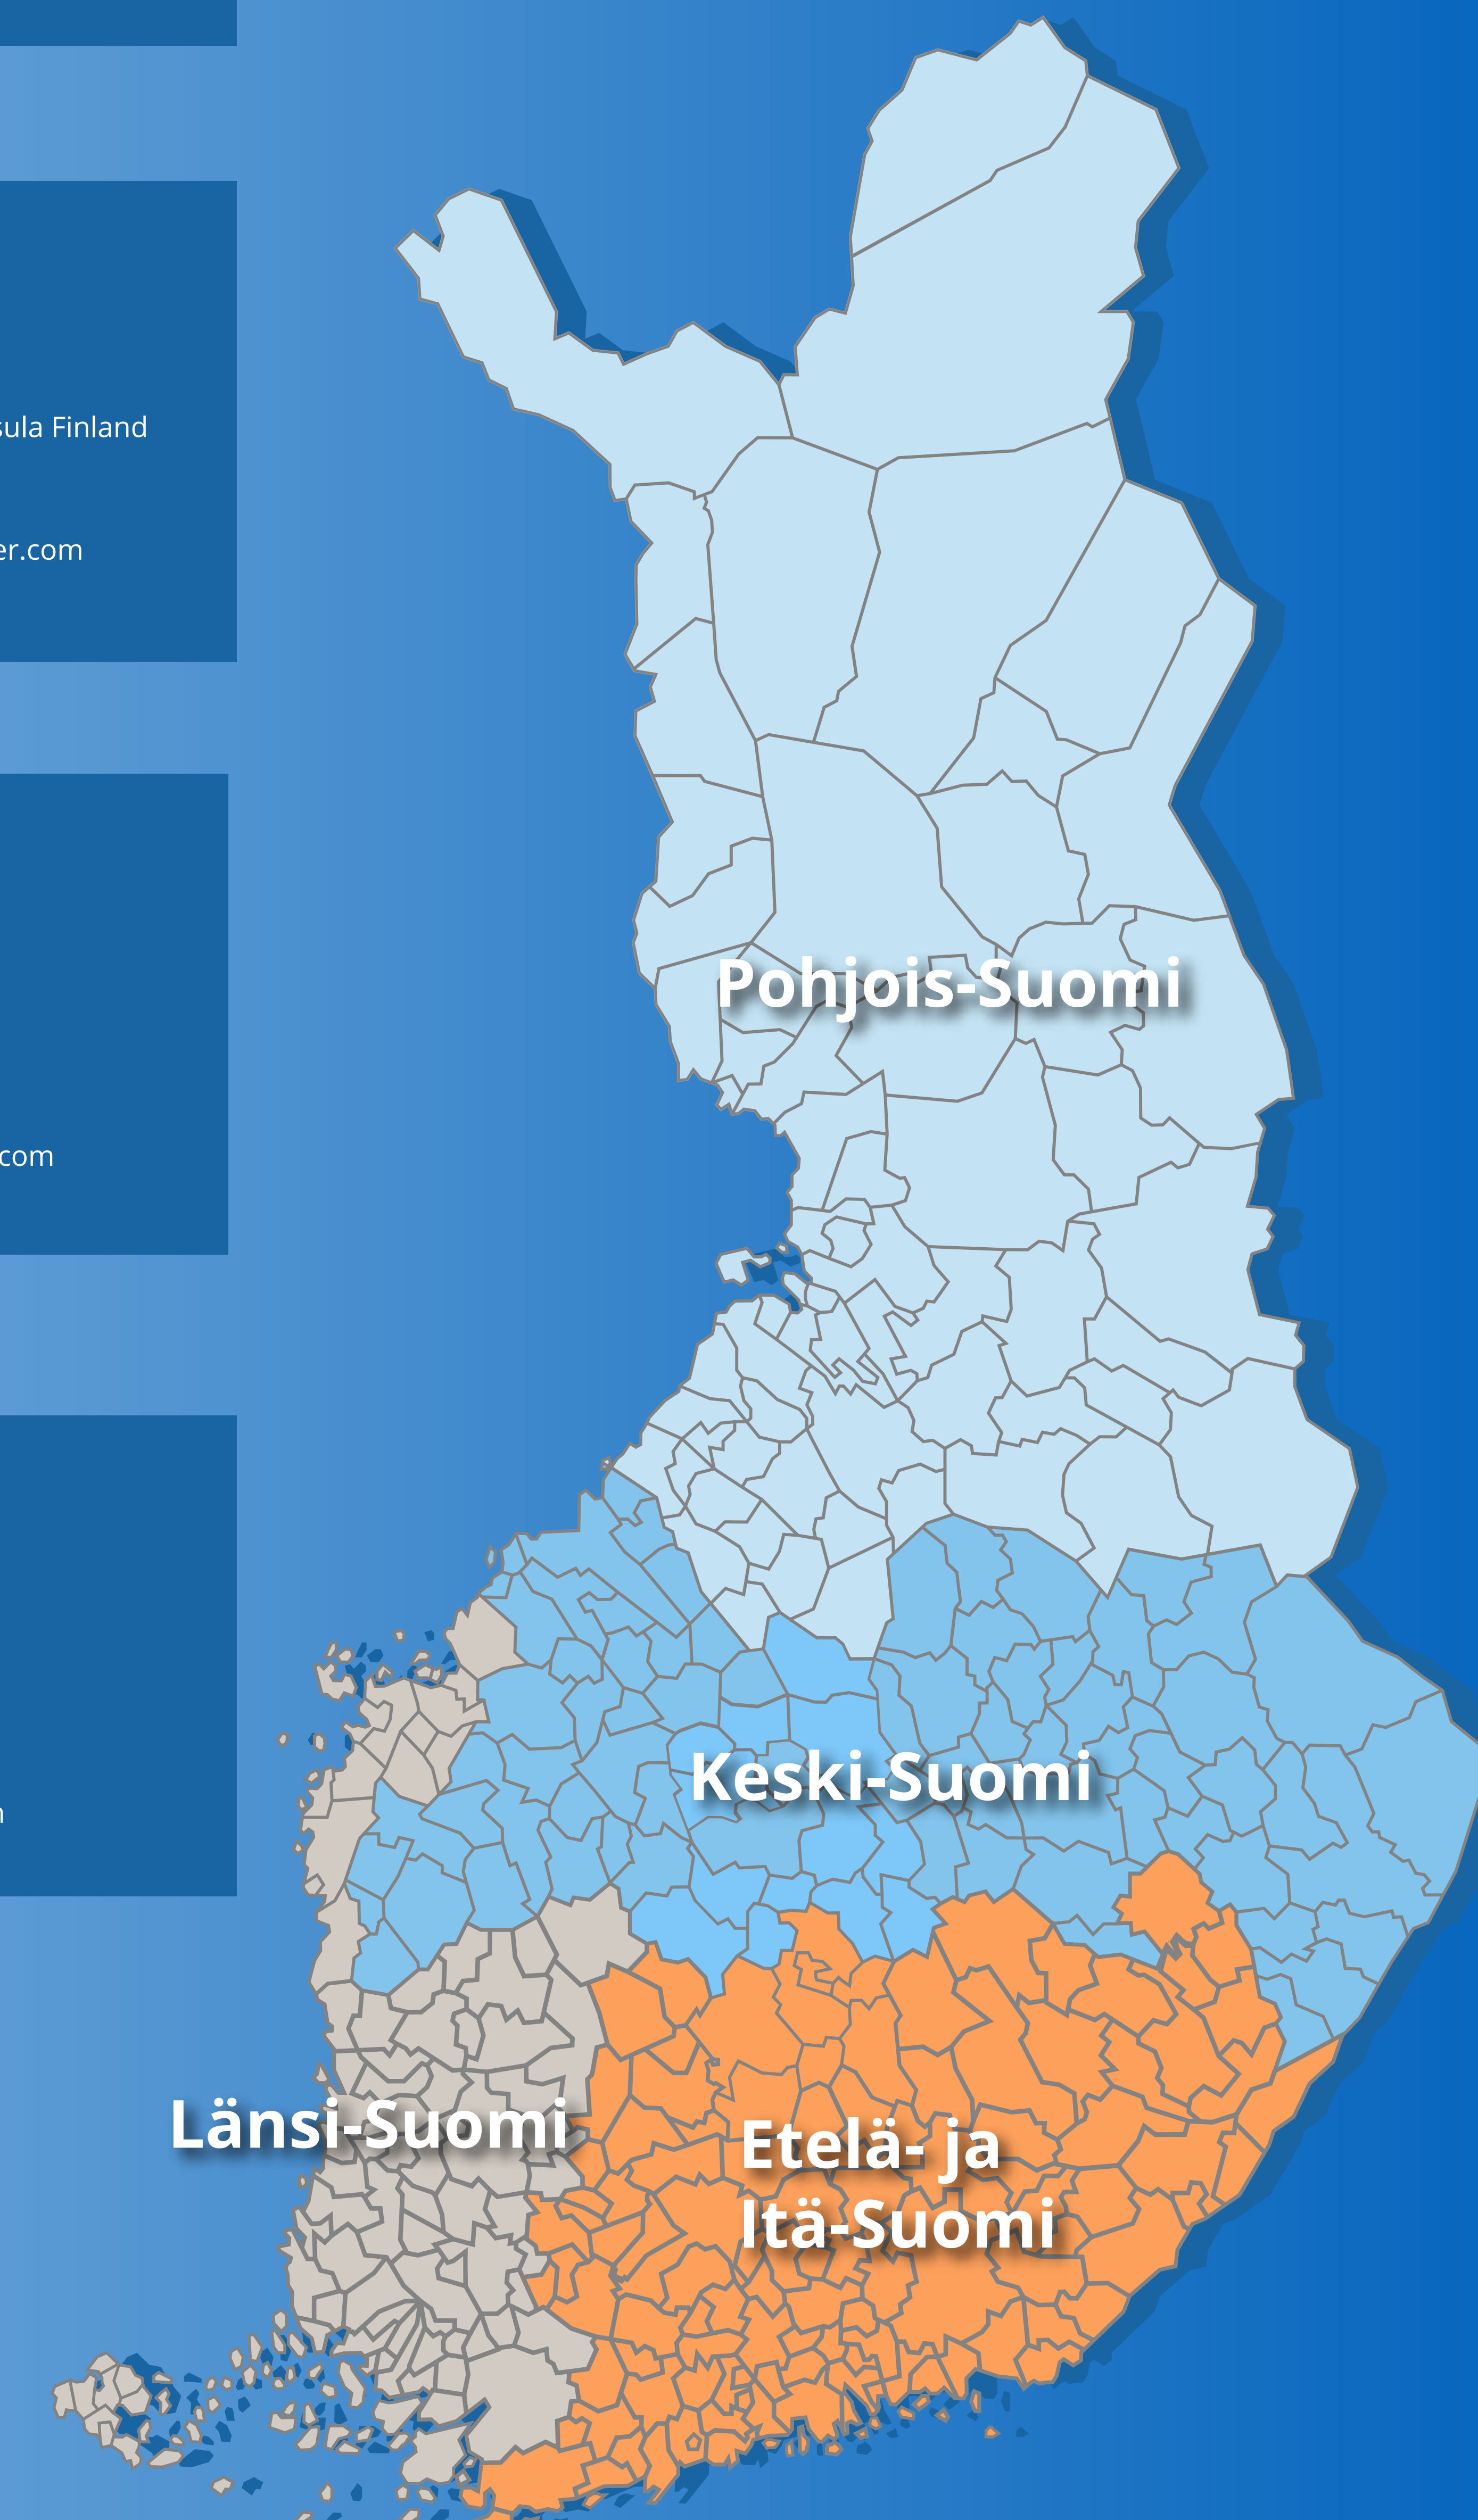 sula Finland
er.com
Pohjois-Suomi
com
Keski-Suomi
Länsi-Suomi
Etelä- ja
Itä-Suomi